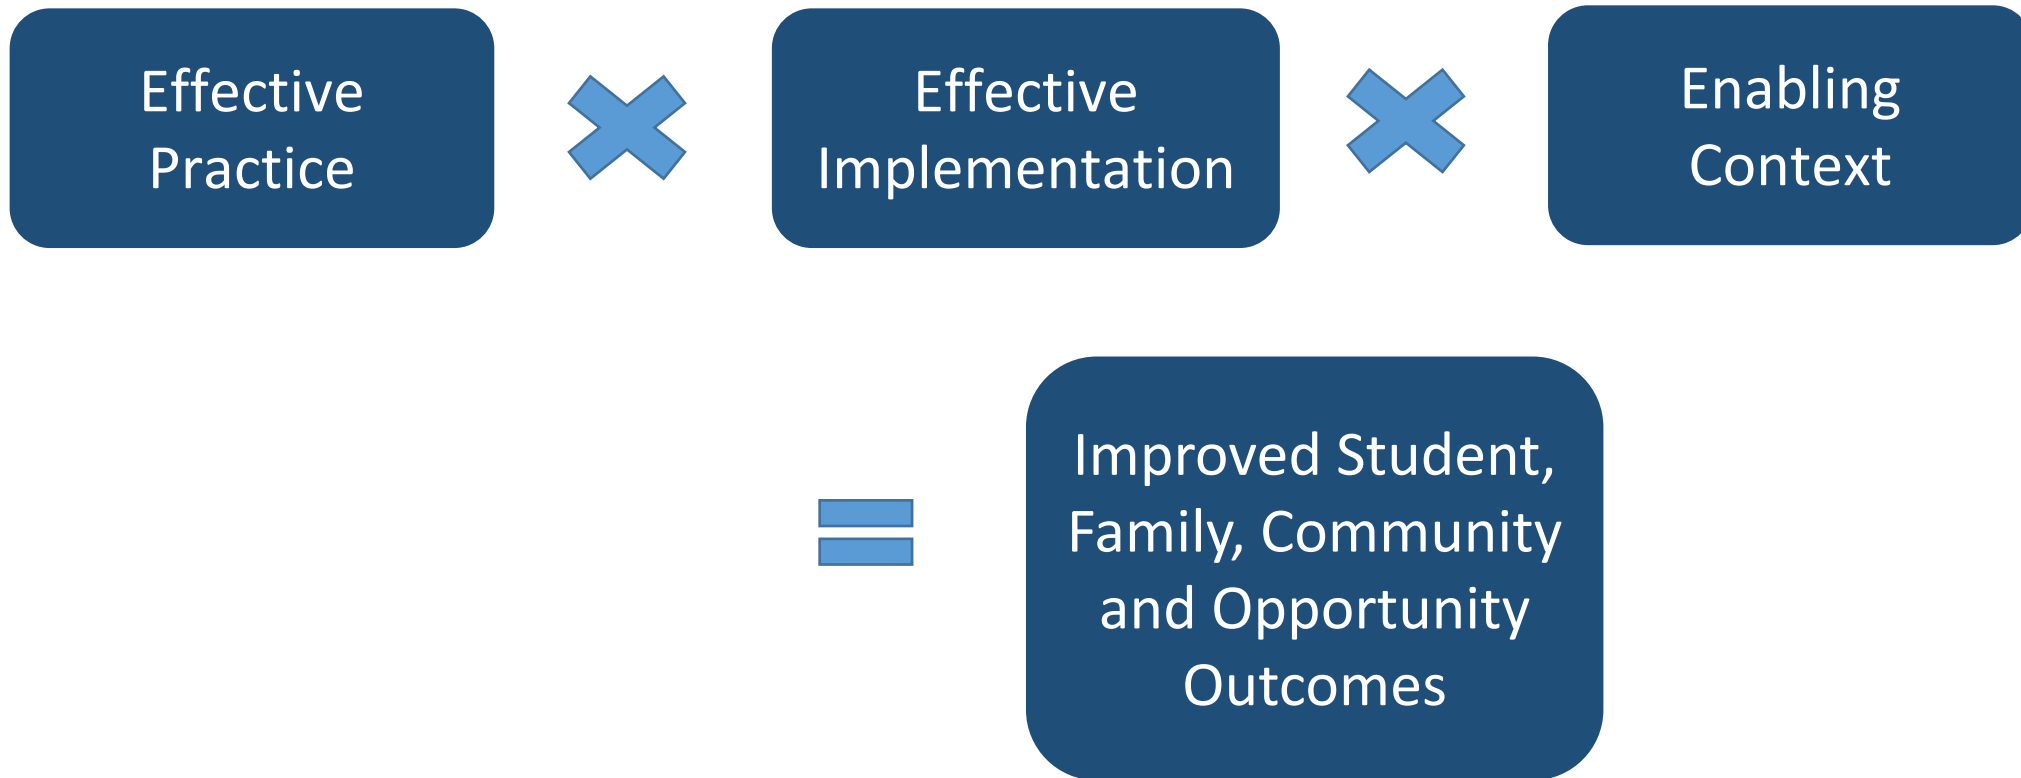 Effective
Practice
Effective
Implementation
Enabling
Context
Improved Student,
Family, Community
and Opportunity
Outcomes